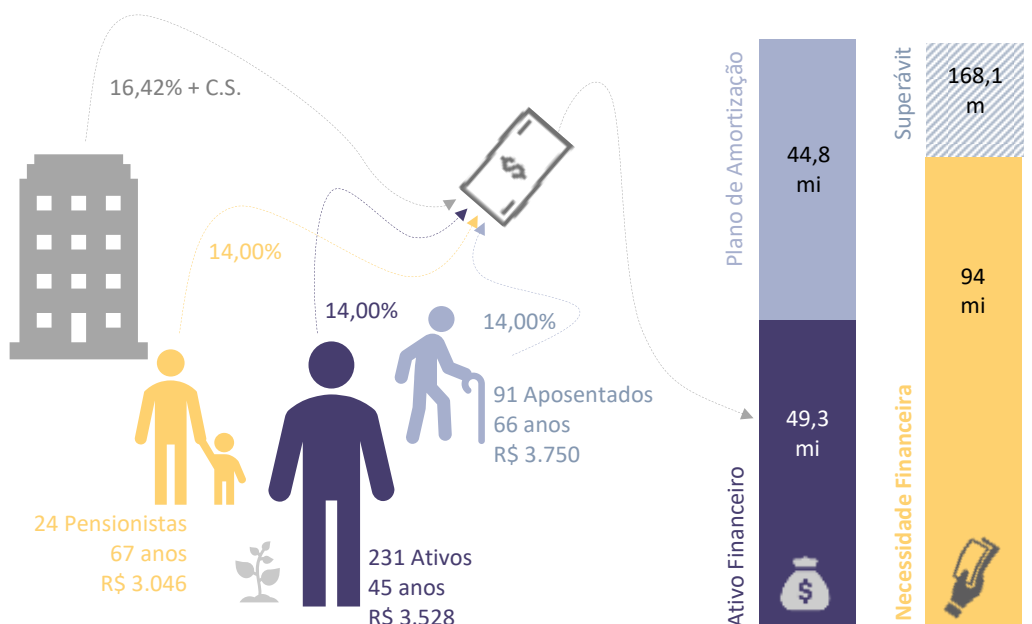 16,42% + C.S.
14,00%
14,00%
14,00%
91 Aposentados
66 anos
R$ 3.750
24 Pensionistas
67 anos
R$ 3.046
231 Ativos
45 anos
R$ 3.528
$
Plano de Amortização
44,8
mi
Ativo Financeiro
49,3
mi
$
Superávit
168,1
m
Necessidade Financeira
94
mi